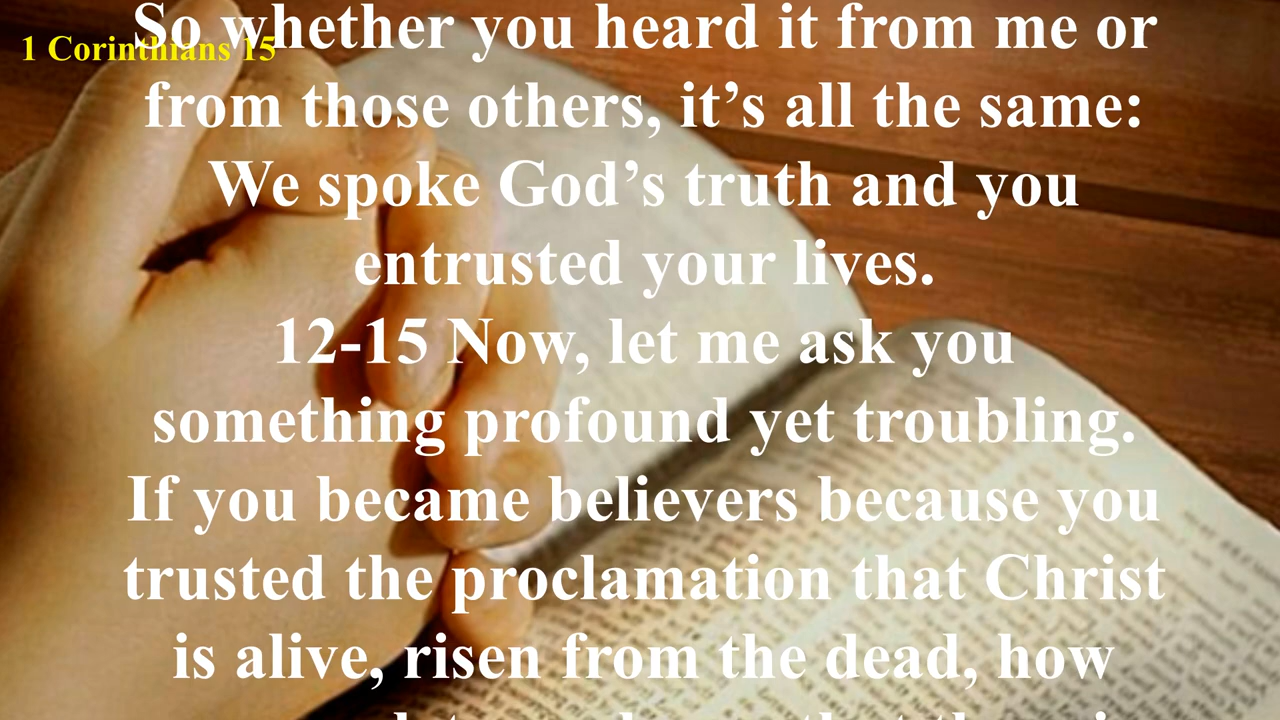 1 Corinthians 15
So whether you heard it from me or
from those others, it’s all the same:
We spoke God’s truth and you
entrusted your lives.
12-15 Now, let me ask you
something profound yet troubling.
If you became believers because you
trusted the proclamation that Christ
is alive, risen from the dead, how